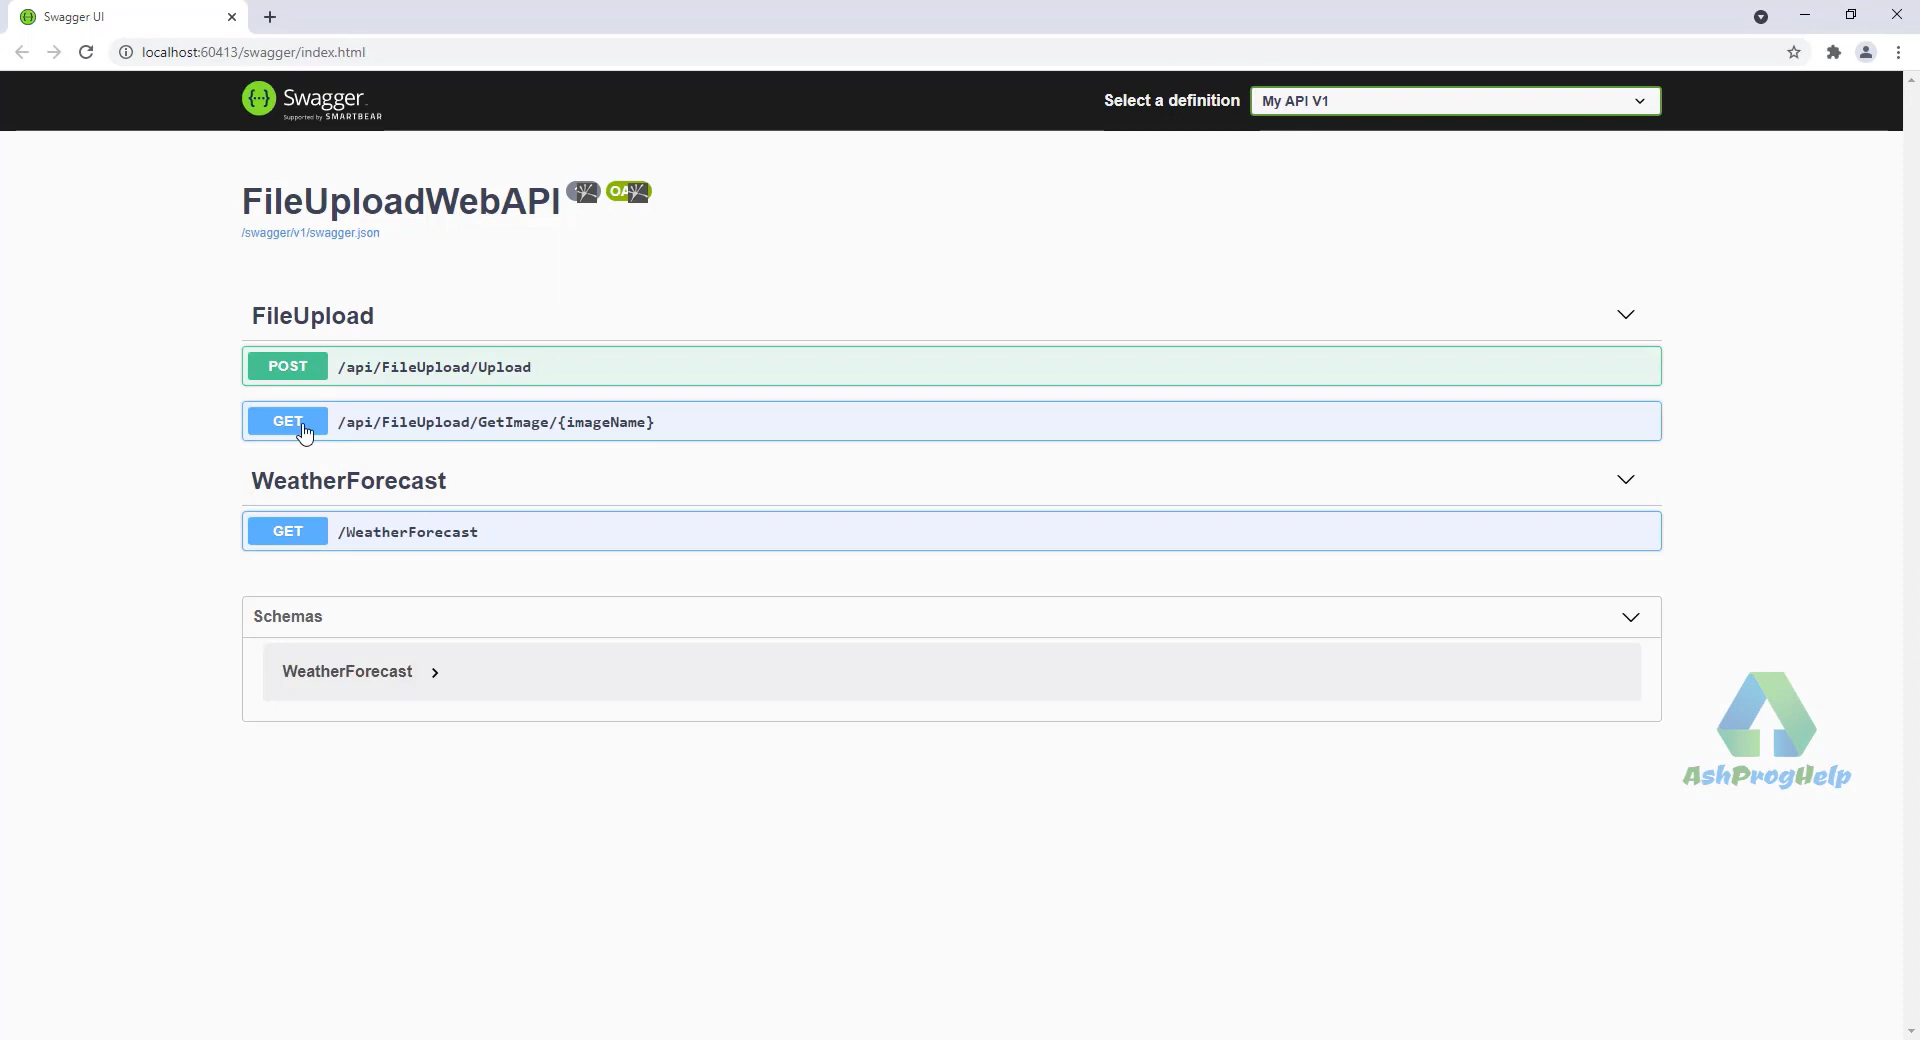 Swagger UI
localhost:60413/swagger/index.html
Swagger
Supported by SMARTBEAR
Select a definition
My API V1
FileUploadWebAPI
/swagger/v1/swagger.json
FileUpload
POST /api/FileUpload/Upload
GET /api/FileUpload/GetImage/{imageName}
WeatherForecast
GET /WeatherForecast
Schemas
WeatherForecast
AshProgHelp